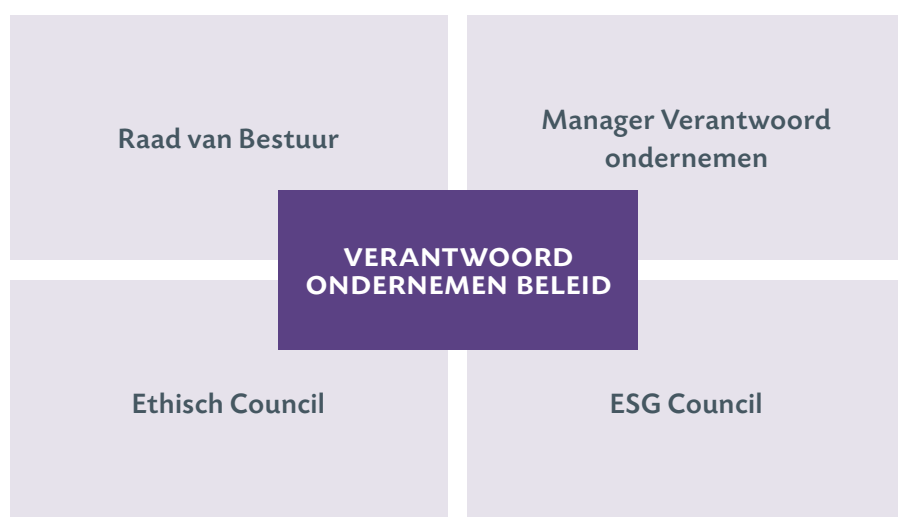 Raad van Bestuur
Manager Verantwoord
ondernemen
VERANTWOORD
ONDERNEMEN BELEID
Ethisch Council
ESG Council